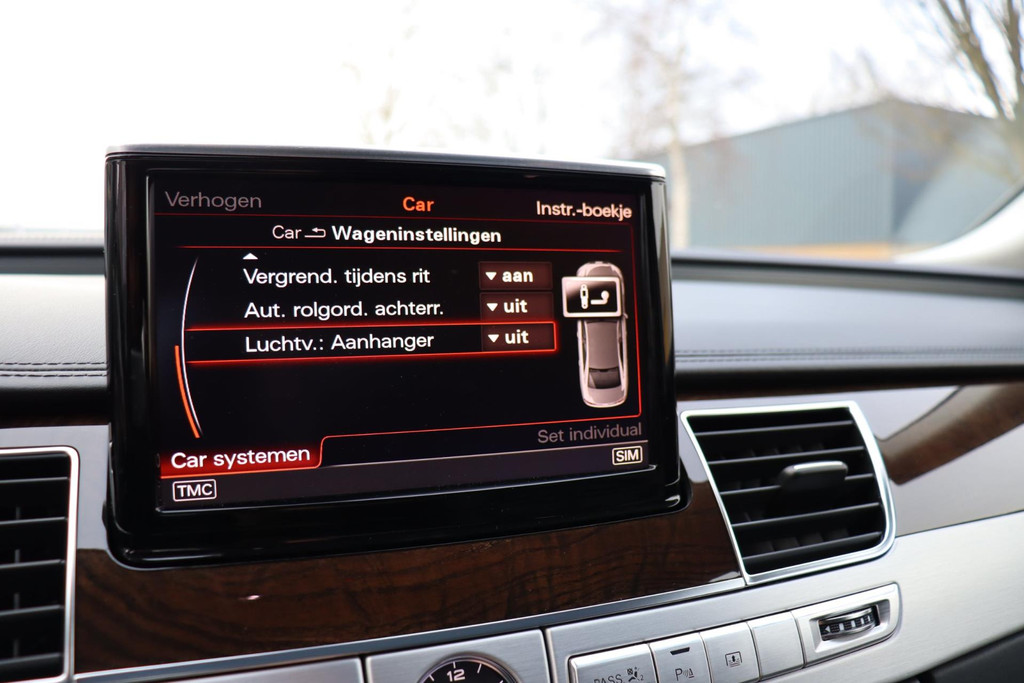 Verhogen Car Instr.-boekje
Car Wageninstellingen
Vergrend. tijdens rit aan
Aut. rolgord. achterr. uit
Luchtv.: Aanhanger uit
Set individual
Car systemen SIM
TMC
12
PASS P